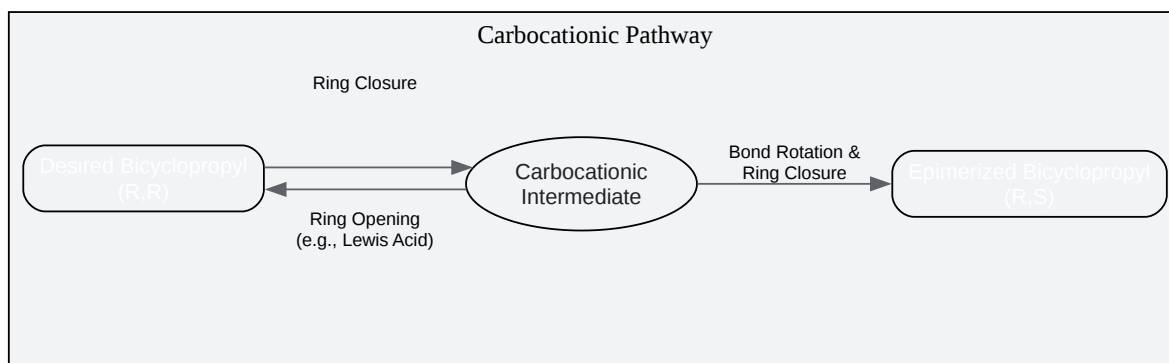 Carbocationic Pathway
Ring Closure
Desired Bicyclopropyl
(R,R)
Ring Opening
(e.g., Lewis Acid)
Carbocationic
Intermediate
Bond Rotation &
Ring Closure
Epimerized Bicyclopropyl
(R,S)